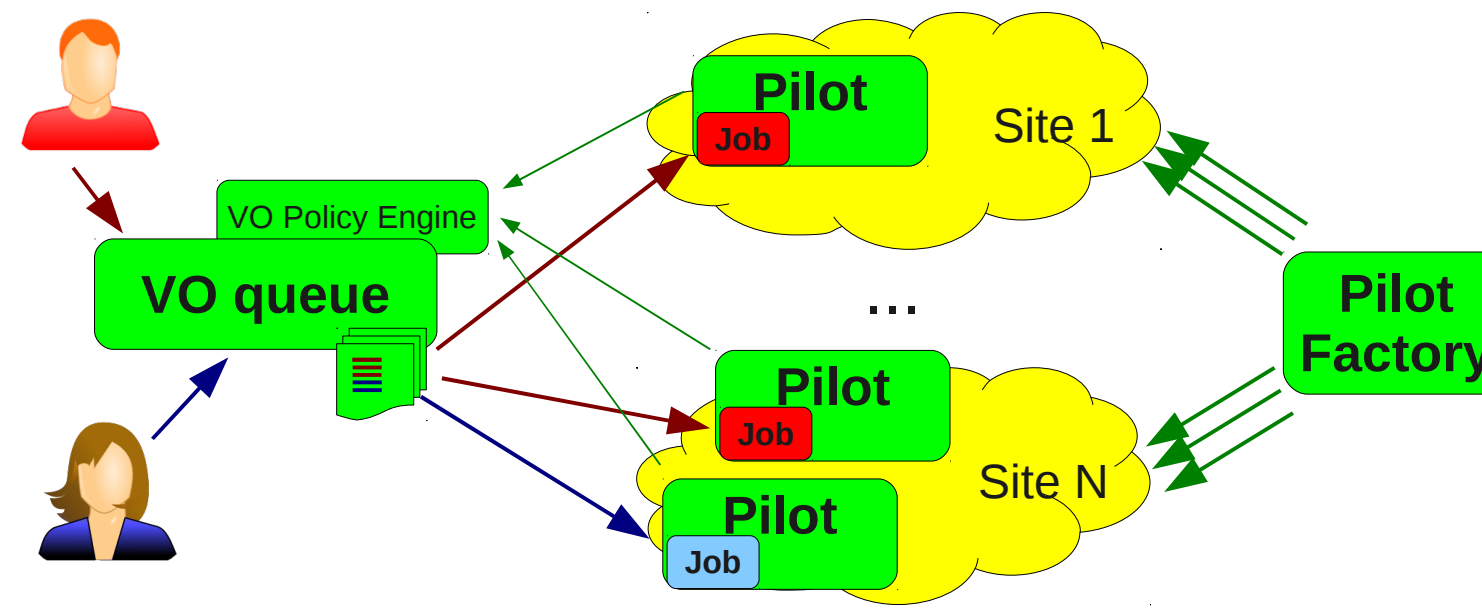 Pilot
Job
Site 1
VO Policy Engine
VO queue
...
Pilot
Factory
Pilot
Job
Site N
Pilot
Job